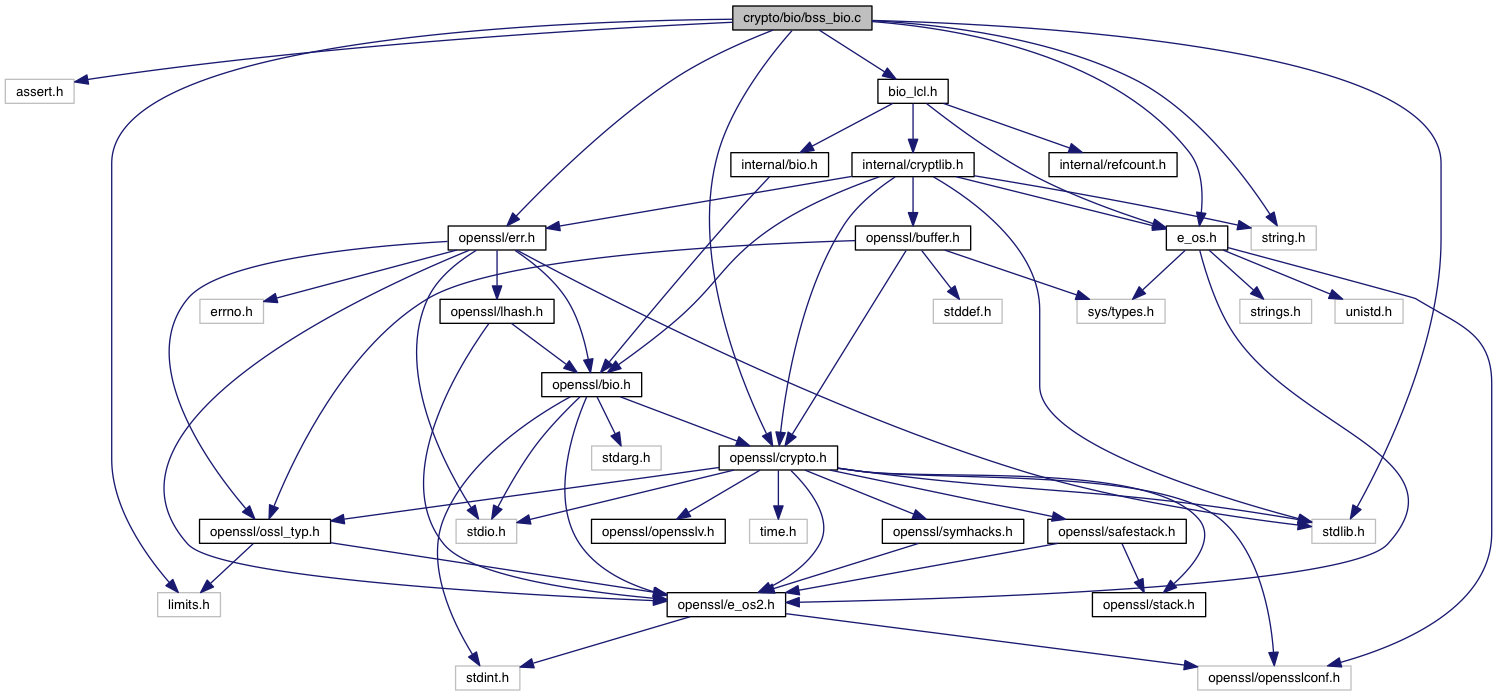 crypto/bio/bss_bio.c
assert.h
bio_lcl.h
internal/bio.h
internal/cryptlib.h
internal/refcount.h
openssl/err.h
openssl/buffer.h
e_os.h
string.h
errno.h
openssl/lhash.h
stddef.h
sys/types.h
strings.h
unistd.h
openssl/bio.h
stdarg.h
openssl/crypto.h
openssl/ossl_typ.h
stdio.h
openssl/opensslv.h
time.h
openssl/symhacks.h
openssl/safestack.h
stdlib.h
limits.h
openssl/e_os2.h
openssl/stack.h
stdint.h
openssl/opensslconf.h